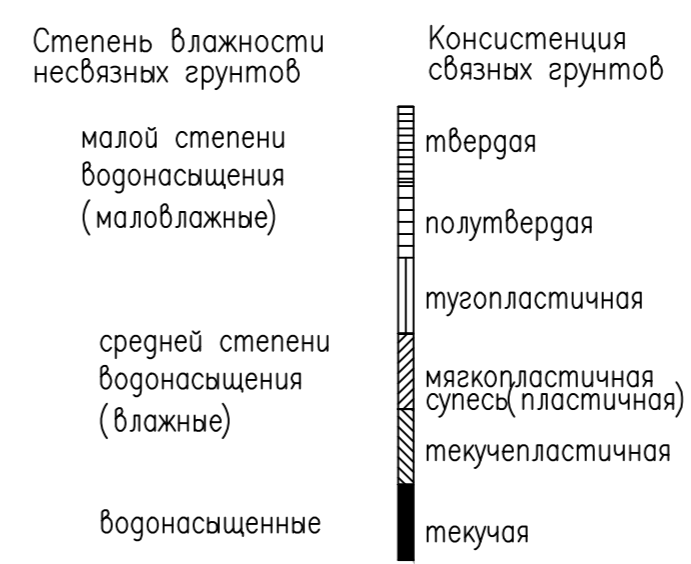 Степень влажности
несвязных грунтов
малой степени
водонасыщения
(маловлажные)
средней степени
водонасыщения
(влажные)
водонасыщенные
Консистенция
связных грунтов
твердая
полутвердая
тугопластичная
мягкопластичная
супесь(пластичная)
текучепластичная
текучая